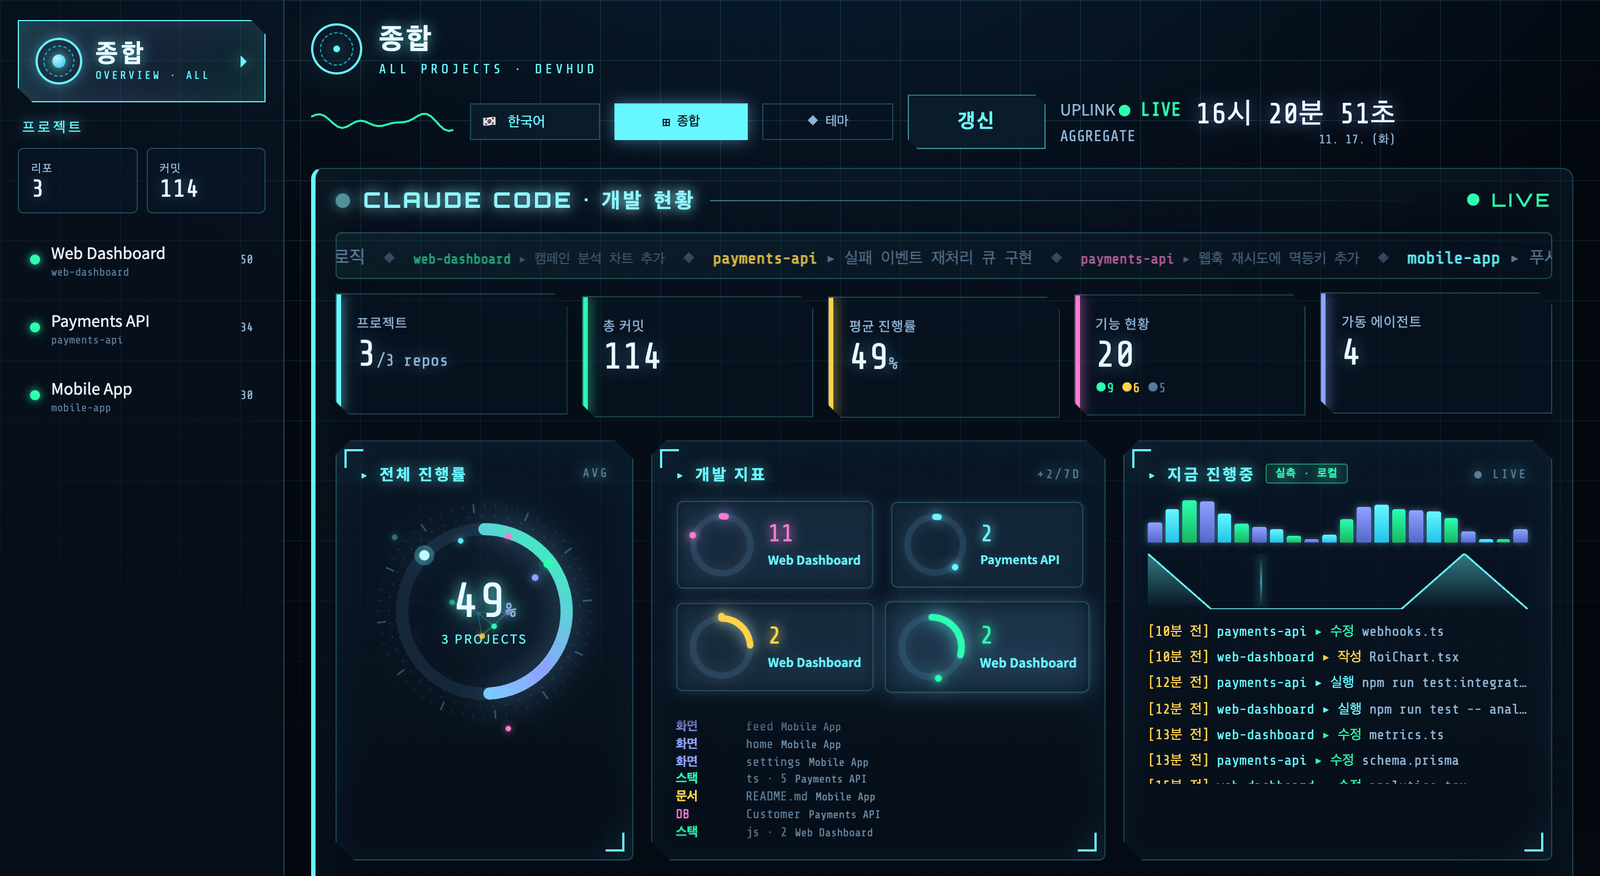 종합
OVERVIEW · ALL
프로젝트
리포
3
커밋
114
Web Dashboard
web-dashboard
50
Payments API
payments-api
34
Mobile App
mobile-app
30
종합
ALL PROJECTS · DEVHUD
한국어
종합
테마
갱신
UPLINK
LIVE
AGGREGATE
16시 20분 51초
11. 17. (화)
CLAUDE CODE · 개발 현황
LIVE
로직 ◆ web-dashboard ▸ 캠페인 분석 차트 추가 ◆ payments-api ▸ 실패 이벤트 재처리 큐 구현 ◆ payments-api ▸ 웹훅 재시도에 멱등키 추가 ◆ mobile-app ▸
프로젝트
3/3 repos
총 커밋
114
평균 진행률
49%
기능 현황
20
9 6 5
가동 에이전트
4
▸ 전체 진행률
AVG
49%
3 PROJECTS
▸ 개발 지표
+2/7D
11
Web Dashboard
2
Payments API
2
Web Dashboard
2
Web Dashboard
화면 feed Mobile App
화면 home Mobile App
화면 settings Mobile App
스택 ts · 5 Payments API
문서 README.md Mobile App
DB Customer Payments API
스택 js · 2 Web Dashboard
▸ 지금 진행중
실측 · 로컬
LIVE
[10분 전] payments-api ▸ 수정 webhooks.ts
[10분 전] web-dashboard ▸ 작성 RoiChart.tsx
[12분 전] payments-api ▸ 실행 npm run test:integrat…
[12분 전] web-dashboard ▸ 실행 npm run test -- anal…
[13분 전] web-dashboard ▸ 수정 metrics.ts
[13분 전] payments-api ▸ 수정 schema.prisma